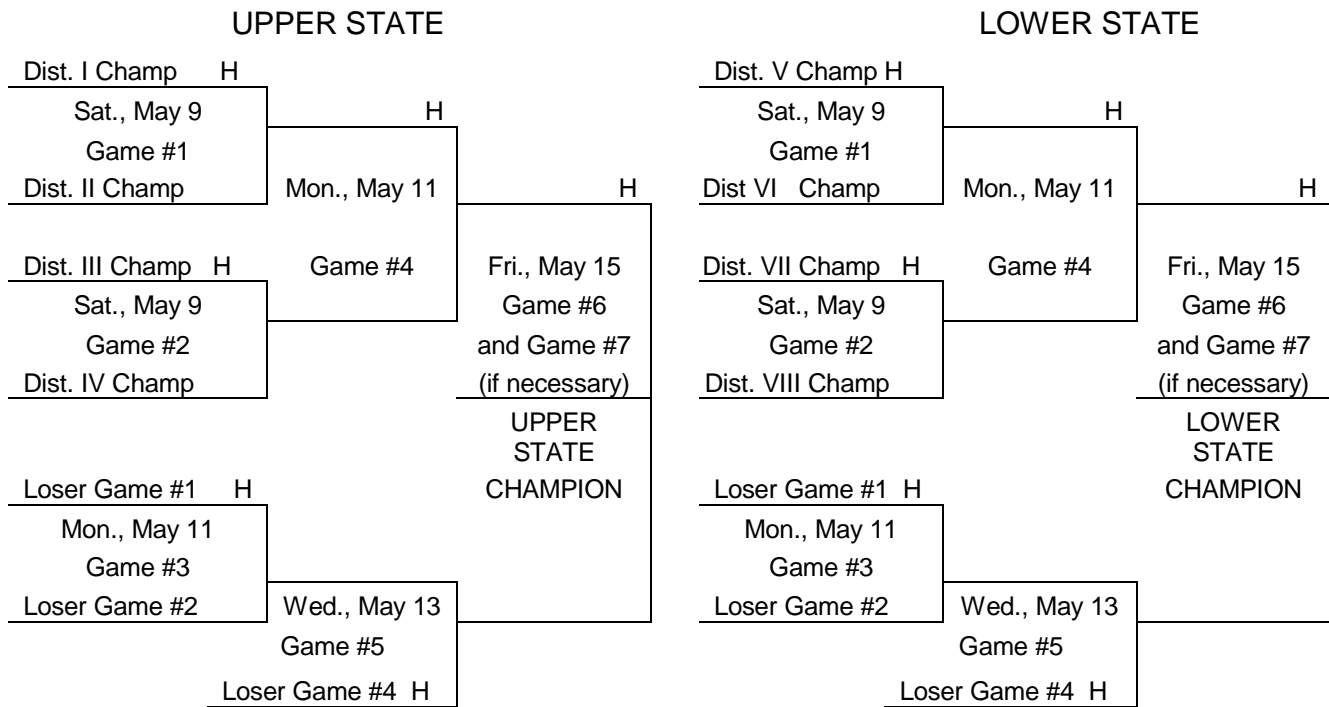 UPPER STATE
Dist. I Champ H
Sat., May 9
H
Game #1
Dist. II Champ
Mon., May 11
H
Dist. III Champ H
Game #4
Fri., May 15
Sat., May 9
Game #6
Game #2
and Game #7
Dist. IV Champ
(if necessary)
UPPER
STATE
CHAMPION
Loser Game #1 H
Mon., May 11
Game #3
Loser Game #2
Wed., May 13
Game #5
Loser Game #4 H
LOWER STATE
Dist. V Champ H
Sat., May 9
H
Game #1
Dist VI Champ
Mon., May 11
H
Dist. VII Champ H
Game #4
Fri., May 15
Sat., May 9
Game #6
Game #2
and Game #7
Dist. VIII Champ
(if necessary)
LOWER
STATE
CHAMPION
Loser Game #1 H
Mon., May 11
Game #3
Loser Game #2
Wed., May 13
Game #5
Loser Game #4 H